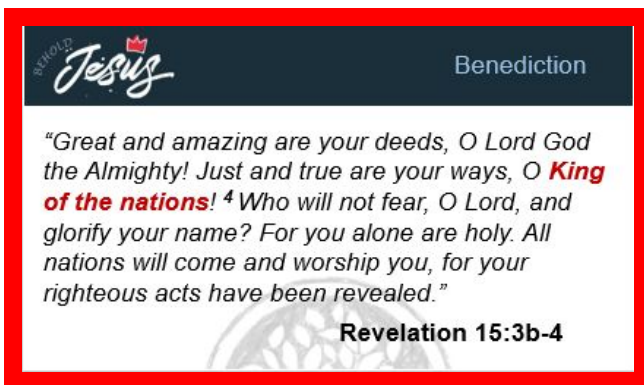 BEHOLD
Jesus
Benediction
“Great and amazing are your deeds, O Lord God
the Almighty! Just and true are your ways, O King
of the nations! 4 Who will not fear, O Lord, and
glorify your name? For you alone are holy. All
nations will come and worship you, for your
righteous acts have been revealed.”
Revelation 15:3b-4